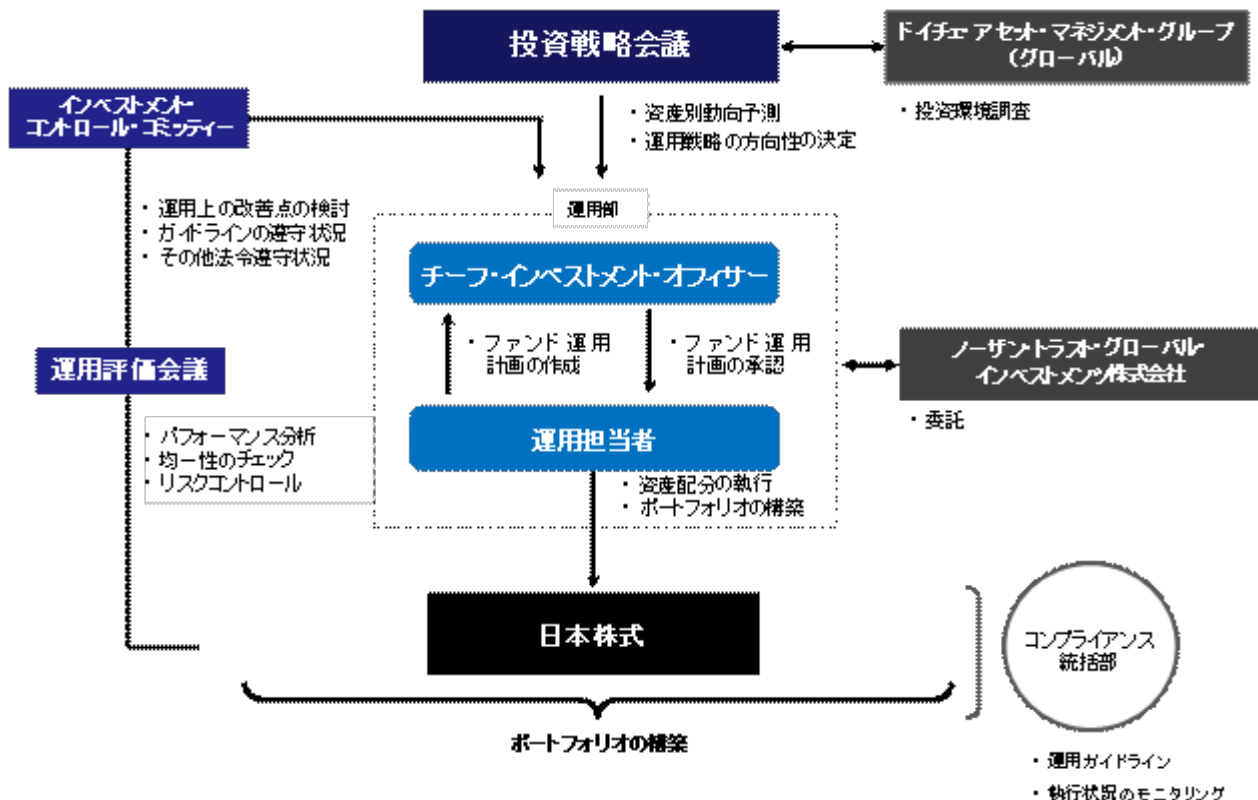 投資戦略会議
ドイチェ・アセット・マネジメント・グループ
(グローバル)
・投資環境調査
・資産別動向予測
・運用戦略の方向性の決定
インベストメント・
コントロール・コミッティー
・運用上の改善点の検討
・ガイドラインの遵守状況
・その他法令遵守状況
運用部
チーフ・インベストメント・オフィサー
・ファンド運用
計画の作成
・ファンド運用
計画の承認
運用評価会議
ノーザン・トラスト・グローバル・
インベストメンツ株式会社
・委託
・パフォーマンス分析
・均一性のチェック
・リスクコントロール
運用担当者
・資産配分の執行
・ポートフォリオの構築
日本株式
コンプライアンス
統括部
ポートフォリオの構築
・運用ガイドライン
・執行状況のモニタリング